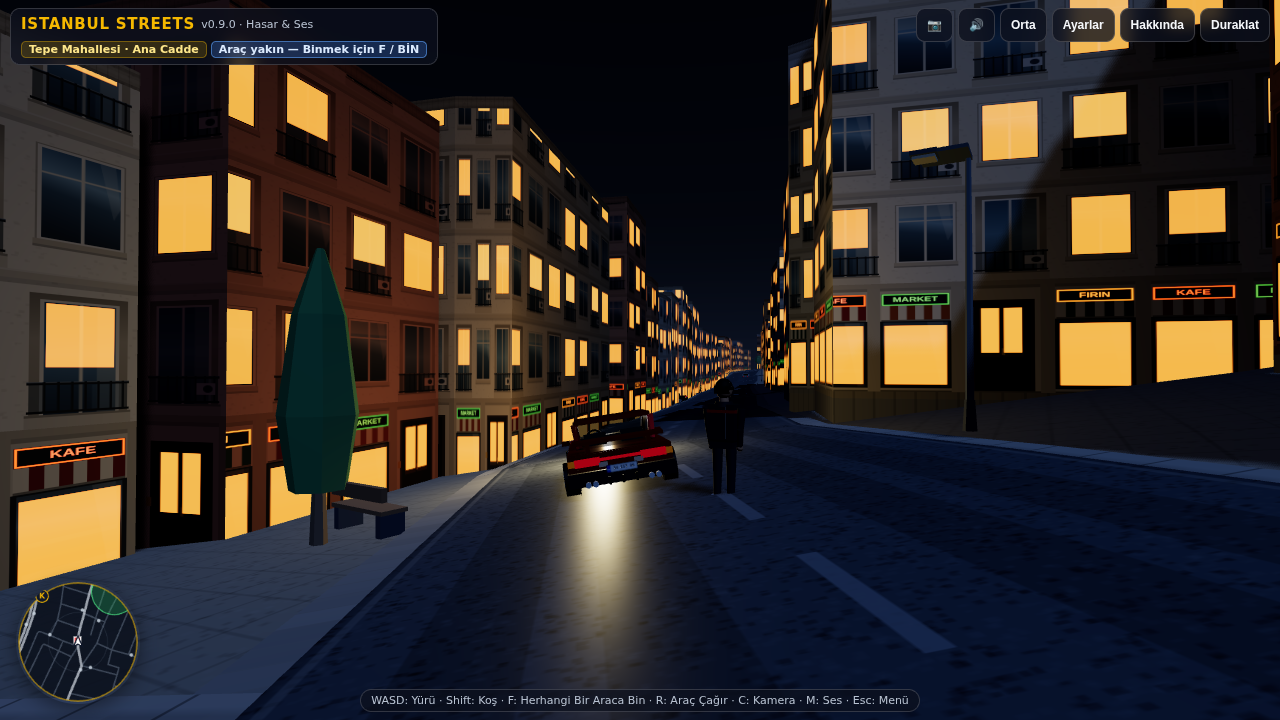 ISTANBUL STREETS v0.9.0 · Hasar & Ses
Tepe Mahallesi · Ana Cadde
Araç yakın — Binmek için F / BİN
Orta
Ayarlar
Hakkında
Duraklat
KAFE
MARKET
FIRIN
KAFE
MARKET
MARKET
KAFE
K
WASD: Yürü · Shift: Koş · F: Herhangi Bir Araca Bin · R: Araç Çağır · C: Kamera · M: Ses · Esc: Menü